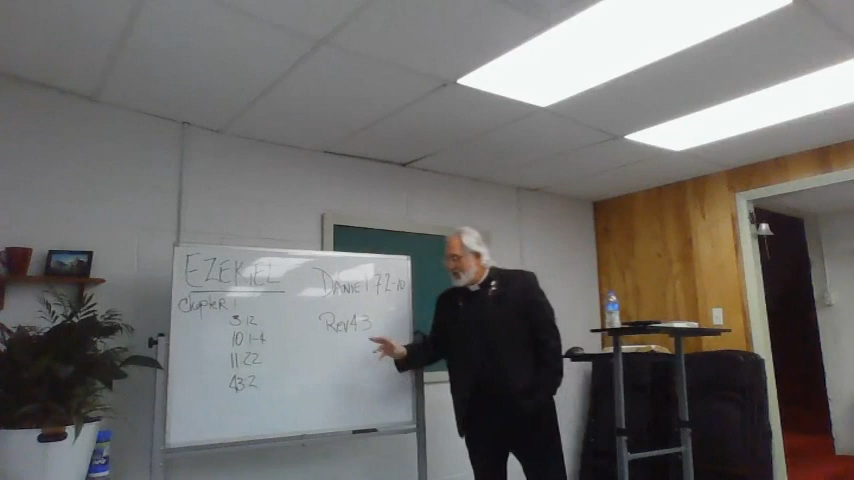 EZEKIEL
Chapter 1
3:12
10 1-4
11 22
43:2
DANIEL 7 2-10
Rev 4 3